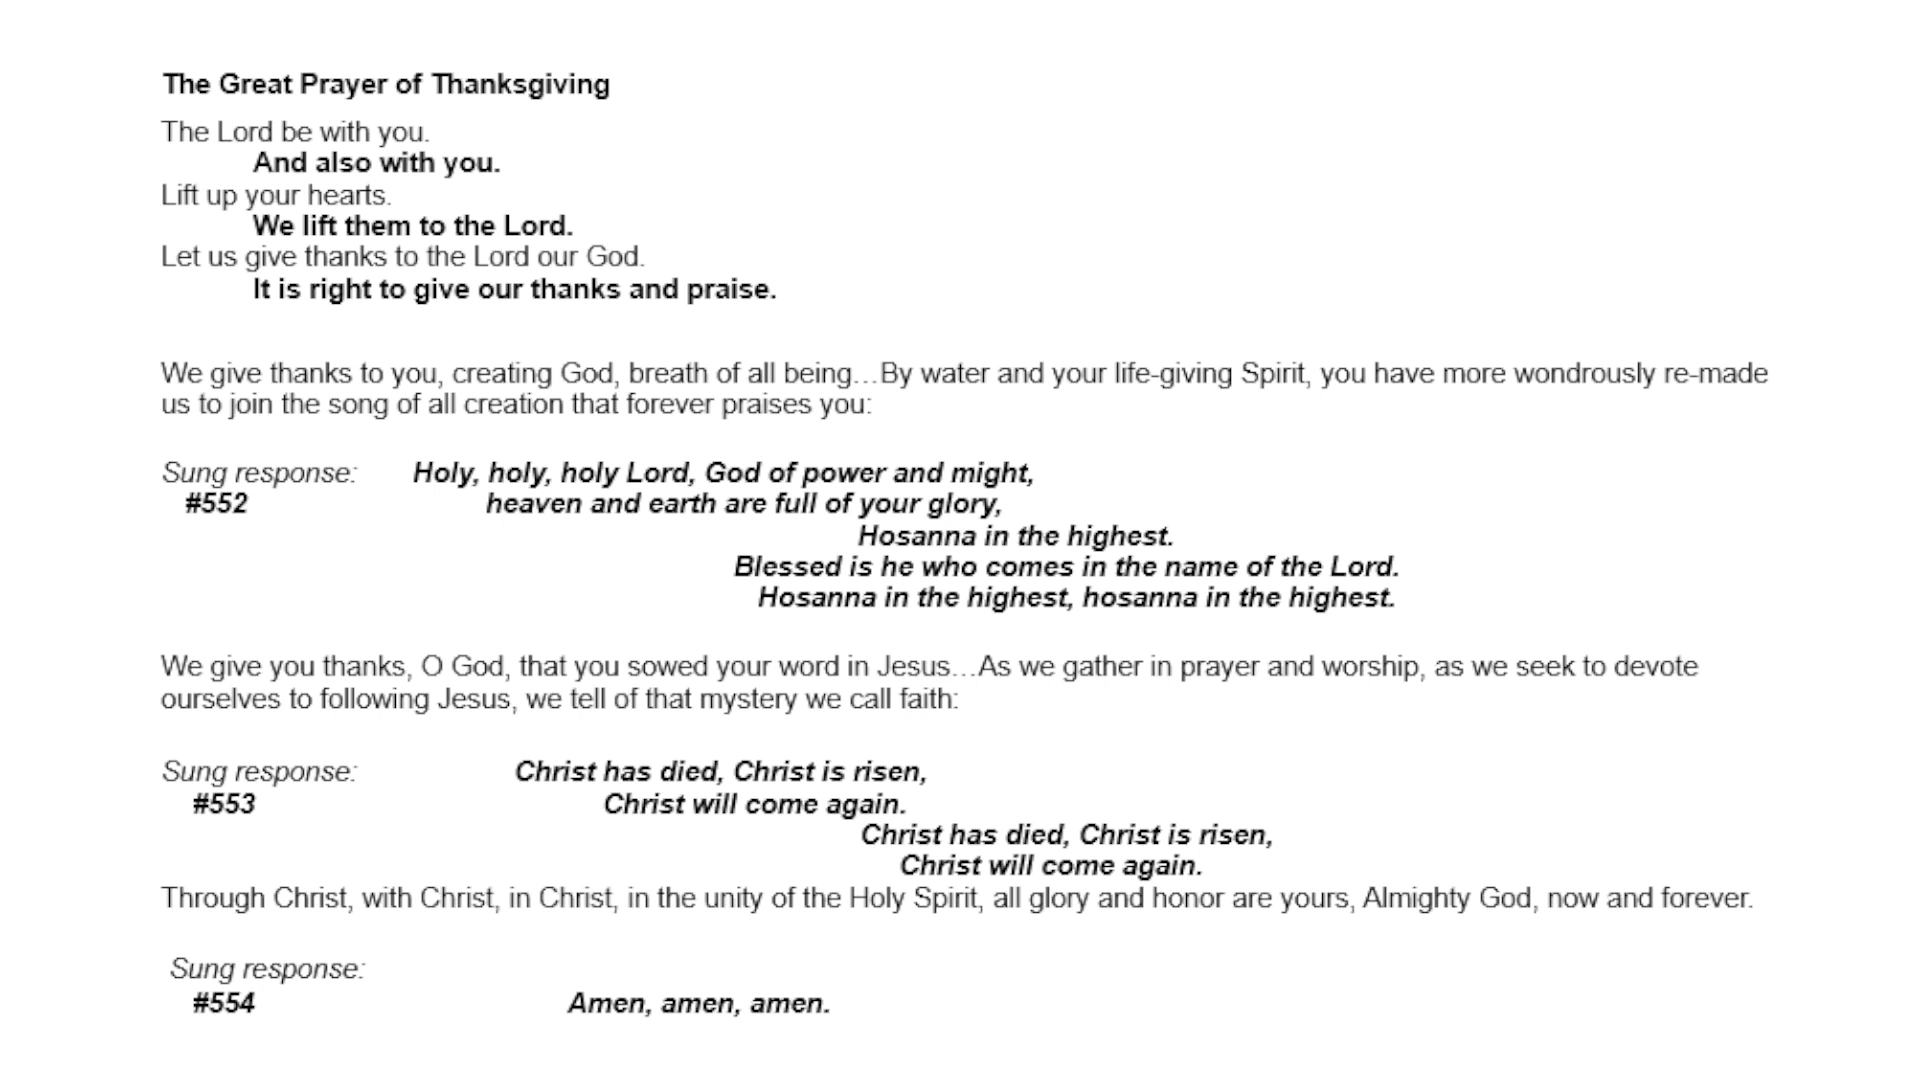 The Great Prayer of Thanksgiving
The Lord be with you.
And also with you.
Lift up your hearts.
We lift them to the Lord.
Let us give thanks to the Lord our God.
It is right to give our thanks and praise.
We give thanks to you, creating God, breath of all being…By water and your life-giving Spirit, you have more wondrously re-made
us to join the song of all creation that forever praises you:
Sung response: Holy, holy, holy Lord, God of power and might,
#552 heaven and earth are full of your glory,
Hosanna in the highest.
Blessed is he who comes in the name of the Lord.
Hosanna in the highest, hosanna in the highest.
We give you thanks, O God, that you sowed your word in Jesus…As we gather in prayer and worship, as we seek to devote
ourselves to following Jesus, we tell of that mystery we call faith:
Sung response: Christ has died, Christ is risen,
#553 Christ will come again.
Christ has died, Christ is risen,
Christ will come again.
Through Christ, with Christ, in Christ, in the unity of the Holy Spirit, all glory and honor are yours, Almighty God, now and forever.
Sung response:
#554 Amen, amen, amen.